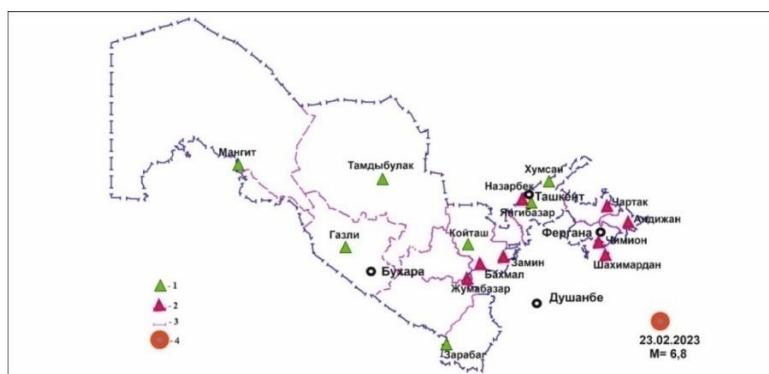 Мангит
Тамдыбулак
Хумсан
Назарбек
Ташкент
Янгибазар
Чартак
Андижан
Фергана
Чимион
Шахимардан
Газли
Койташ
Замин
Бахмал
Бухара
Жумабазар
Душанбе
Зарабаг
- 1
- 2
- 3
- 4
23.02.2023
M= 6,8